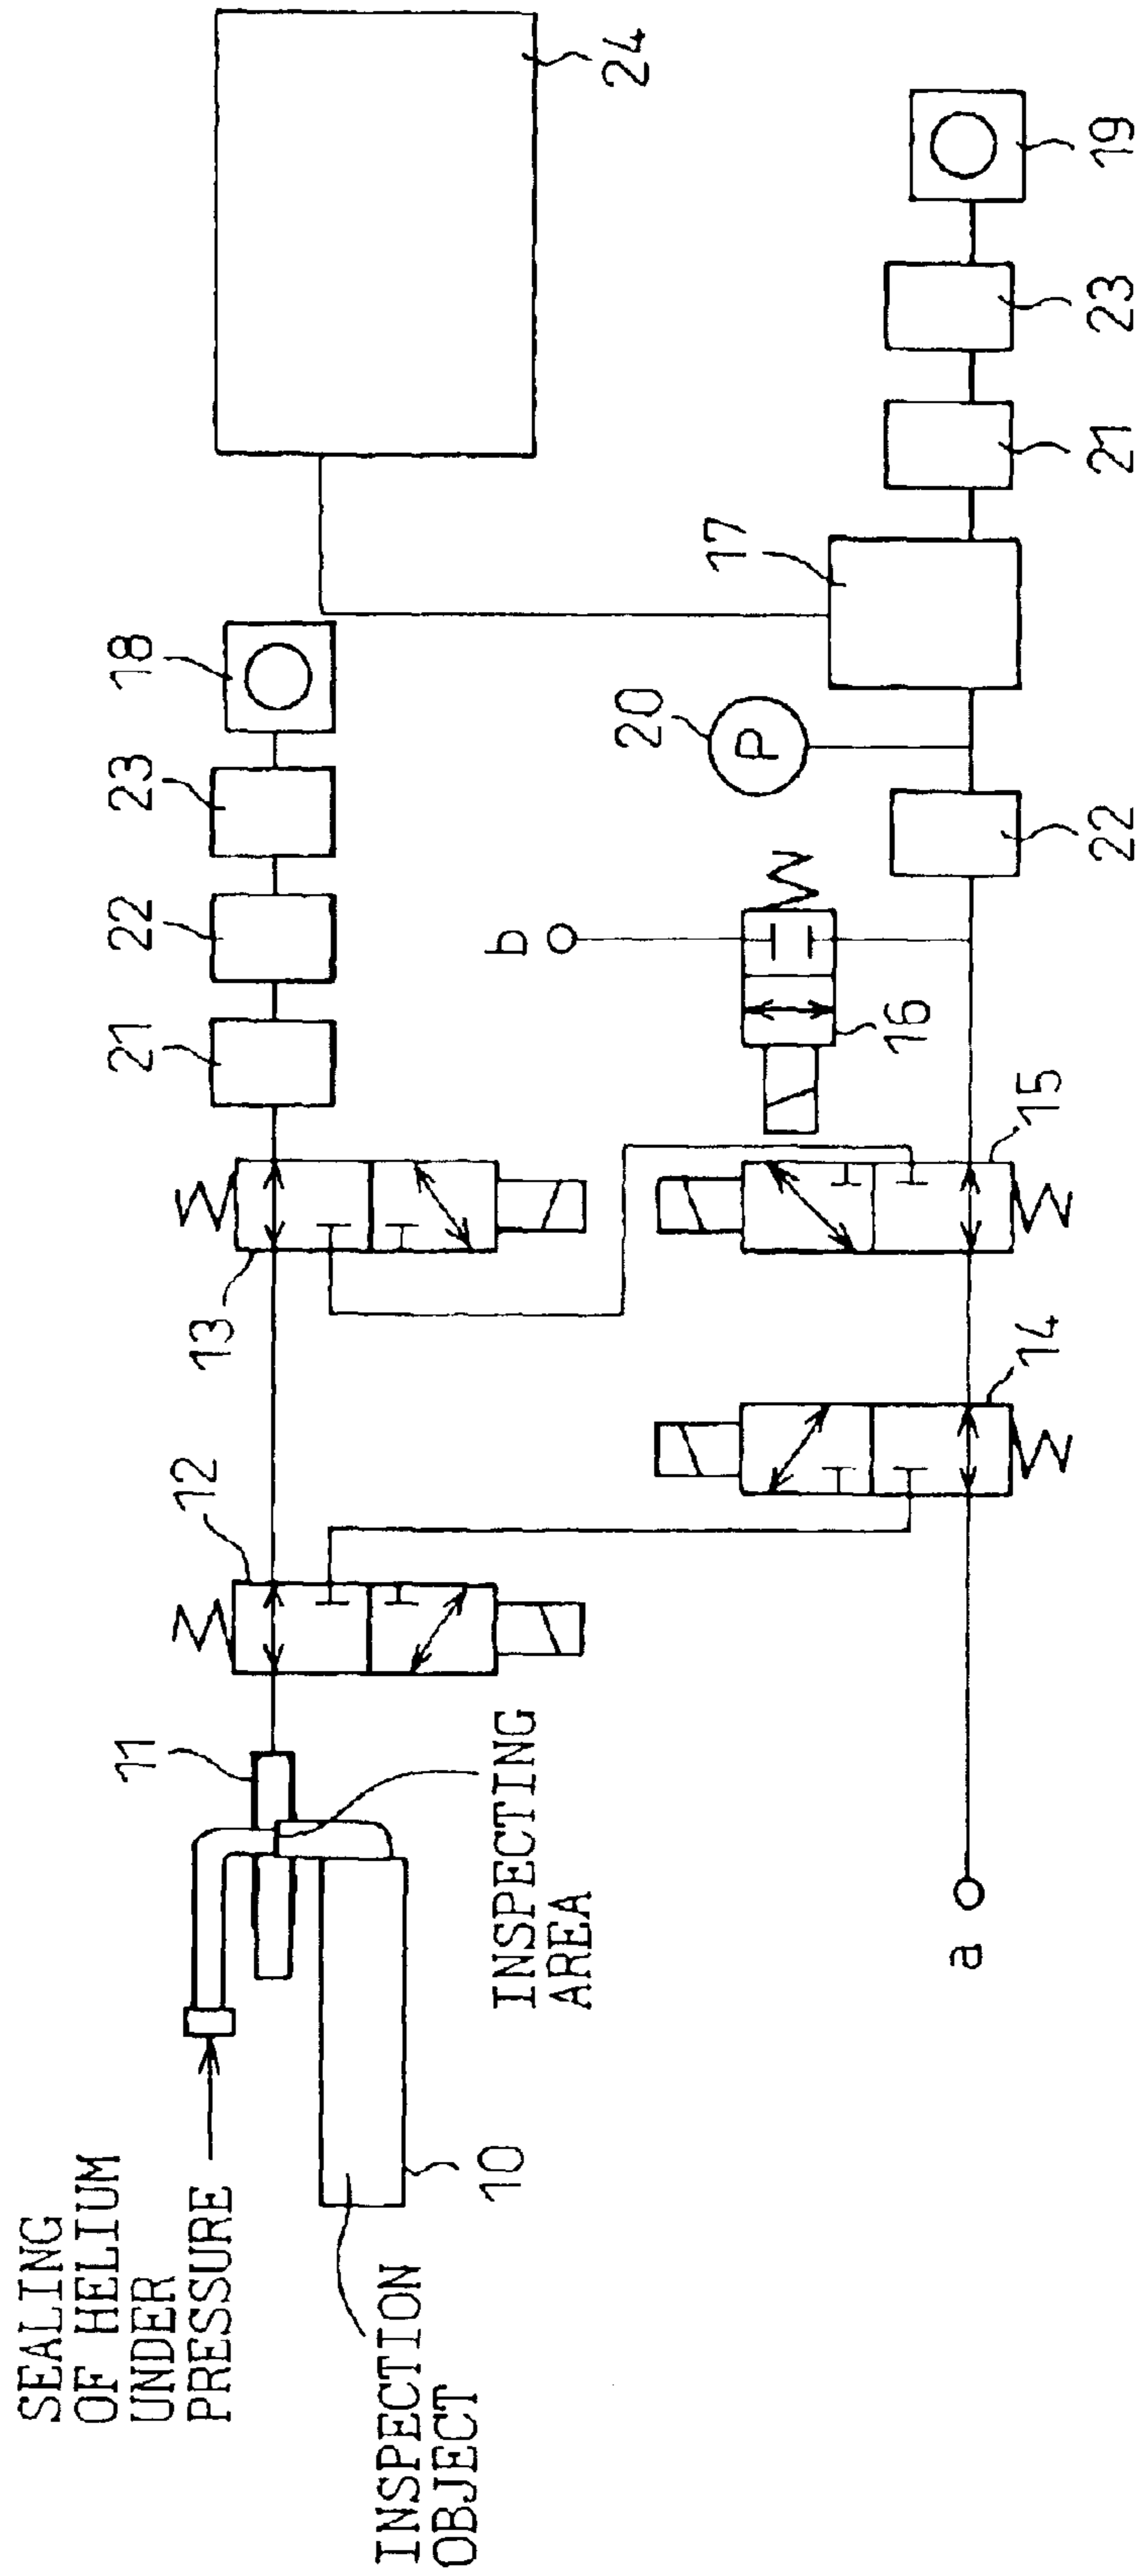 SEALING
OF HELIUM
UNDER
PRESSURE
INSPECTION
OBJECT
10
11
INSPECTING
AREA
12
13
21
22
23
18
24
a
14
15
16
b
22
20
P
17
21
23
19